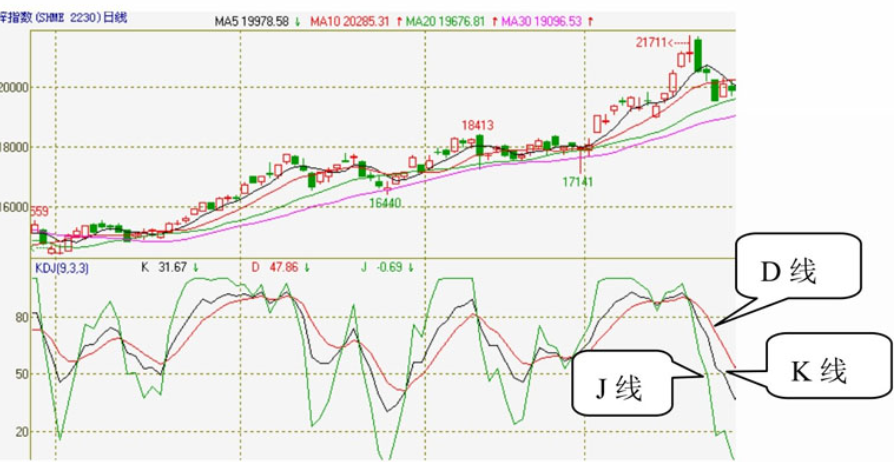 锌指数(SHME 2230)日线 MA5 19978.58 ↓ MA10 20285.31 ↑ MA20 19676.81 ↑ MA30 19096.53 ↑
21711
20000
18413
18000
17141
16440
16000
KDJ(9,3,3) K 31.67 ↓ D 47.86 ↓ J -0.69 ↓
D 线
80
K 线
50
J 线
20